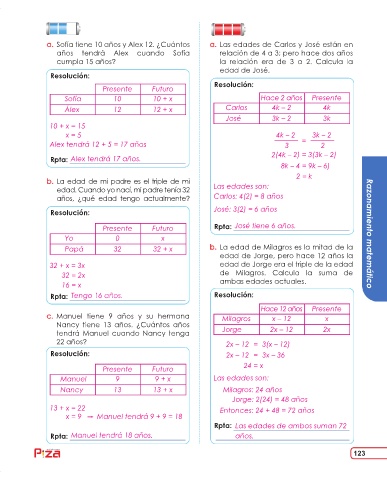 a. Sofía tiene 10 años y Alex 12. ¿Cuántos
años tendrá Alex cuando Sofía
cumpla 15 años?
Resolución:
Presente Futuro
Sofía 10 10 + x
Alex 12 12 + x
10 + x = 15
x = 5
Alex tendrá 12 + 5 = 17 años
Rpta: Alex tendrá 17 años.
b. La edad de mi padre es el triple de mi
edad. Cuando yo nací, mi padre tenía 32
años, ¿qué edad tengo actualmente?
Resolución:
Presente Futuro
Yo 0 x
Papá 32 32 + x
32 + x = 3x
32 = 2x
16 = x
Rpta: Tengo 16 años.
c. Manuel tiene 9 años y su hermana
Nancy tiene 13 años. ¿Cuántos años
tendrá Manuel cuando Nancy tenga
22 años?
Resolución:
Presente Futuro
Manuel 9 9 + x
Nancy 13 13 + x
13 + x = 22
x = 9 → Manuel tendrá 9 + 9 = 18
Rpta: Manuel tendrá 18 años.
a. Las edades de Carlos y José están en
relación de 4 a 3; pero hace dos años
la relación era de 3 a 2. Calcula la
edad de José.
Resolución:
Hace 2 años Presente
Carlos 4k – 2 4k
José 3k – 2 3k
4k – 2 3k – 2
=
3 2
2(4k – 2) = 3(3k – 2)
8k – 4 = 9k – 6)
2 = k
Las edades son:
Carlos: 4(2) = 8 años
José: 3(2) = 6 años
Rpta: José tiene 6 años.
b. La edad de Milagros es la mitad de la
edad de Jorge, pero hace 12 años la
edad de Jorge era el triple de la edad
de Milagros. Calcula la suma de
ambas edades actuales.
Resolución:
Hace 12 años Presente
Milagros x – 12 x
Jorge 2x – 12 2x
2x – 12 = 3(x – 12)
2x – 12 = 3x – 36
24 = x
Las edades son:
Milagros: 24 años
Jorge: 2(24) = 48 años
Entonces: 24 + 48 = 72 años
Rpta: Las edades de ambos suman 72
años.
Razonamiento matemático
123